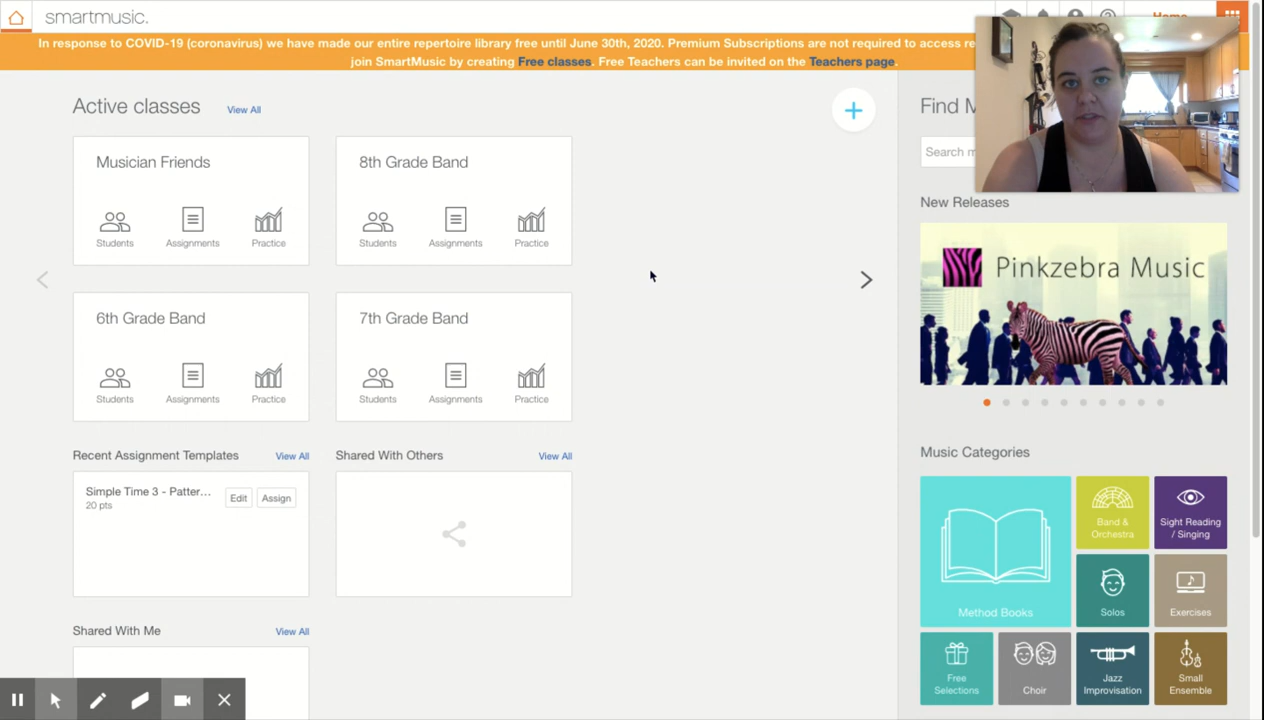 smartmusic.
In response to COVID-19 (coronavirus) we have made our entire repertoire library free until June 30th, 2020. Premium Subscriptions are not required to access re
join SmartMusic by creating Free classes. Free Teachers can be invited on the Teachers page.
Active classes View All
Find M
Search m
Musician Friends
8th Grade Band
Students Assignments Practice
Students Assignments Practice
New Releases
Pinkzebra Music
6th Grade Band
7th Grade Band
Students Assignments Practice
Students Assignments Practice
Recent Assignment Templates View All
Shared With Others View All
Simple Time 3 - Patter... Edit Assign
20 pts
Shared With Me View All
Music Categories
Method Books
Band &
Orchestra
Sight Reading
/ Singing
Solos
Exercises
Free
Selections
Choir
Jazz
Improvisation
Small
Ensemble